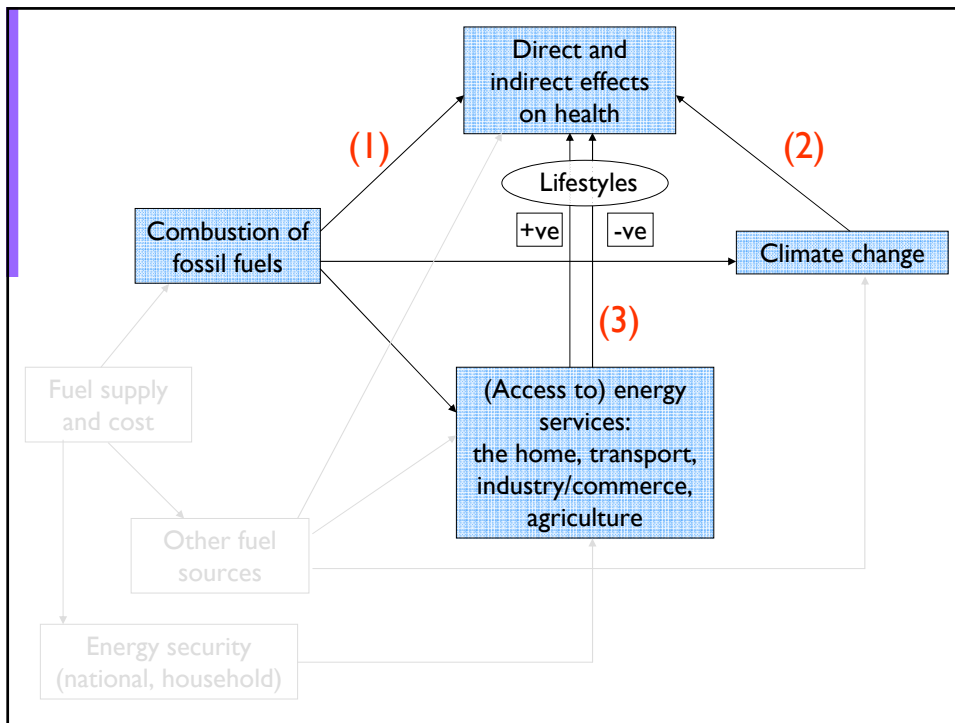 Direct and
indirect effects
on health
(1)
(2)
Lifestyles
+ve
-ve
Combustion of
fossil fuels
Climate change
(3)
Fuel supply
and cost
(Access to) energy
services:
the home, transport,
industry/commerce,
agriculture
Other fuel
sources
Energy security
(national, household)